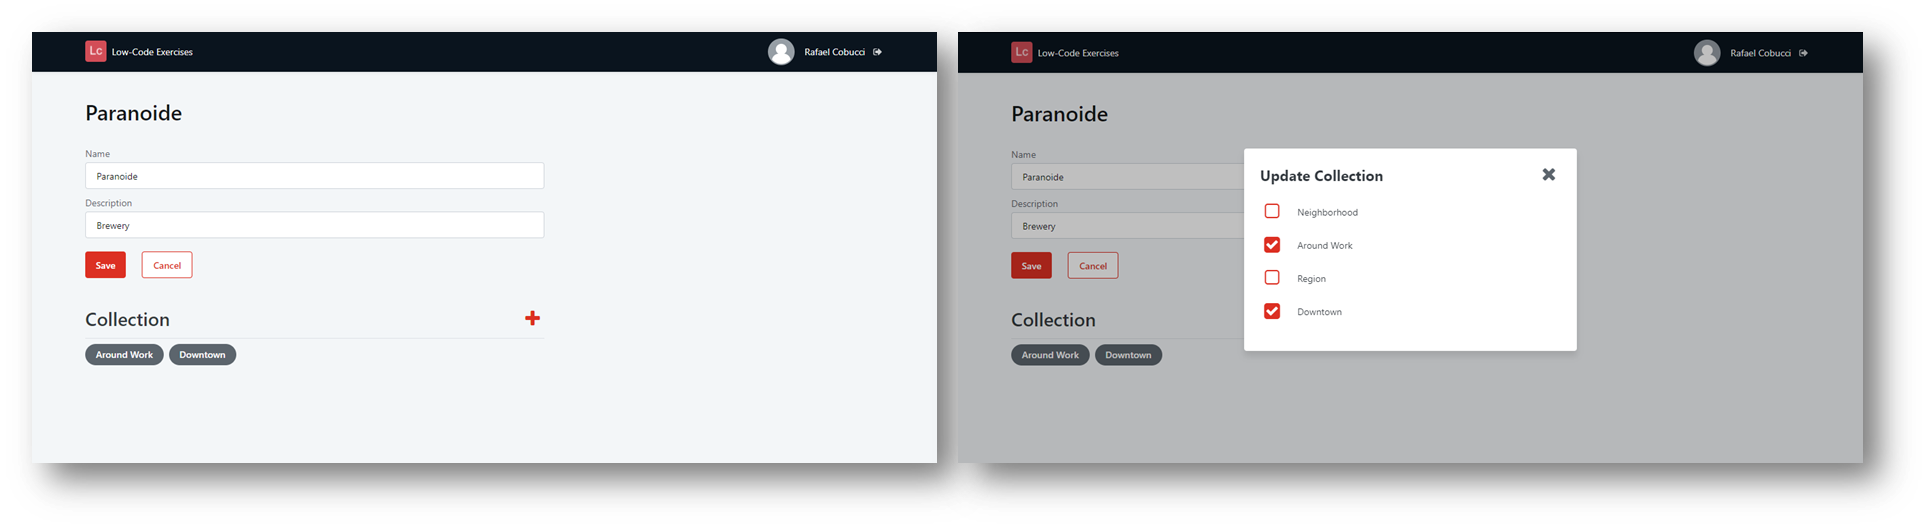 Lc Low-Code Exercises
Rafael Cobucci
Paranoide
Name
Paranoide
Description
Brewery
Save Cancel
Collection
Around Work Downtown
Lc Low-Code Exercises
Rafael Cobucci
Paranoide
Name
Paranoide
Description
Brewery
Save Cancel
Collection
Around Work Downtown
Update Collection
Neighborhood
Around Work
Region
Downtown